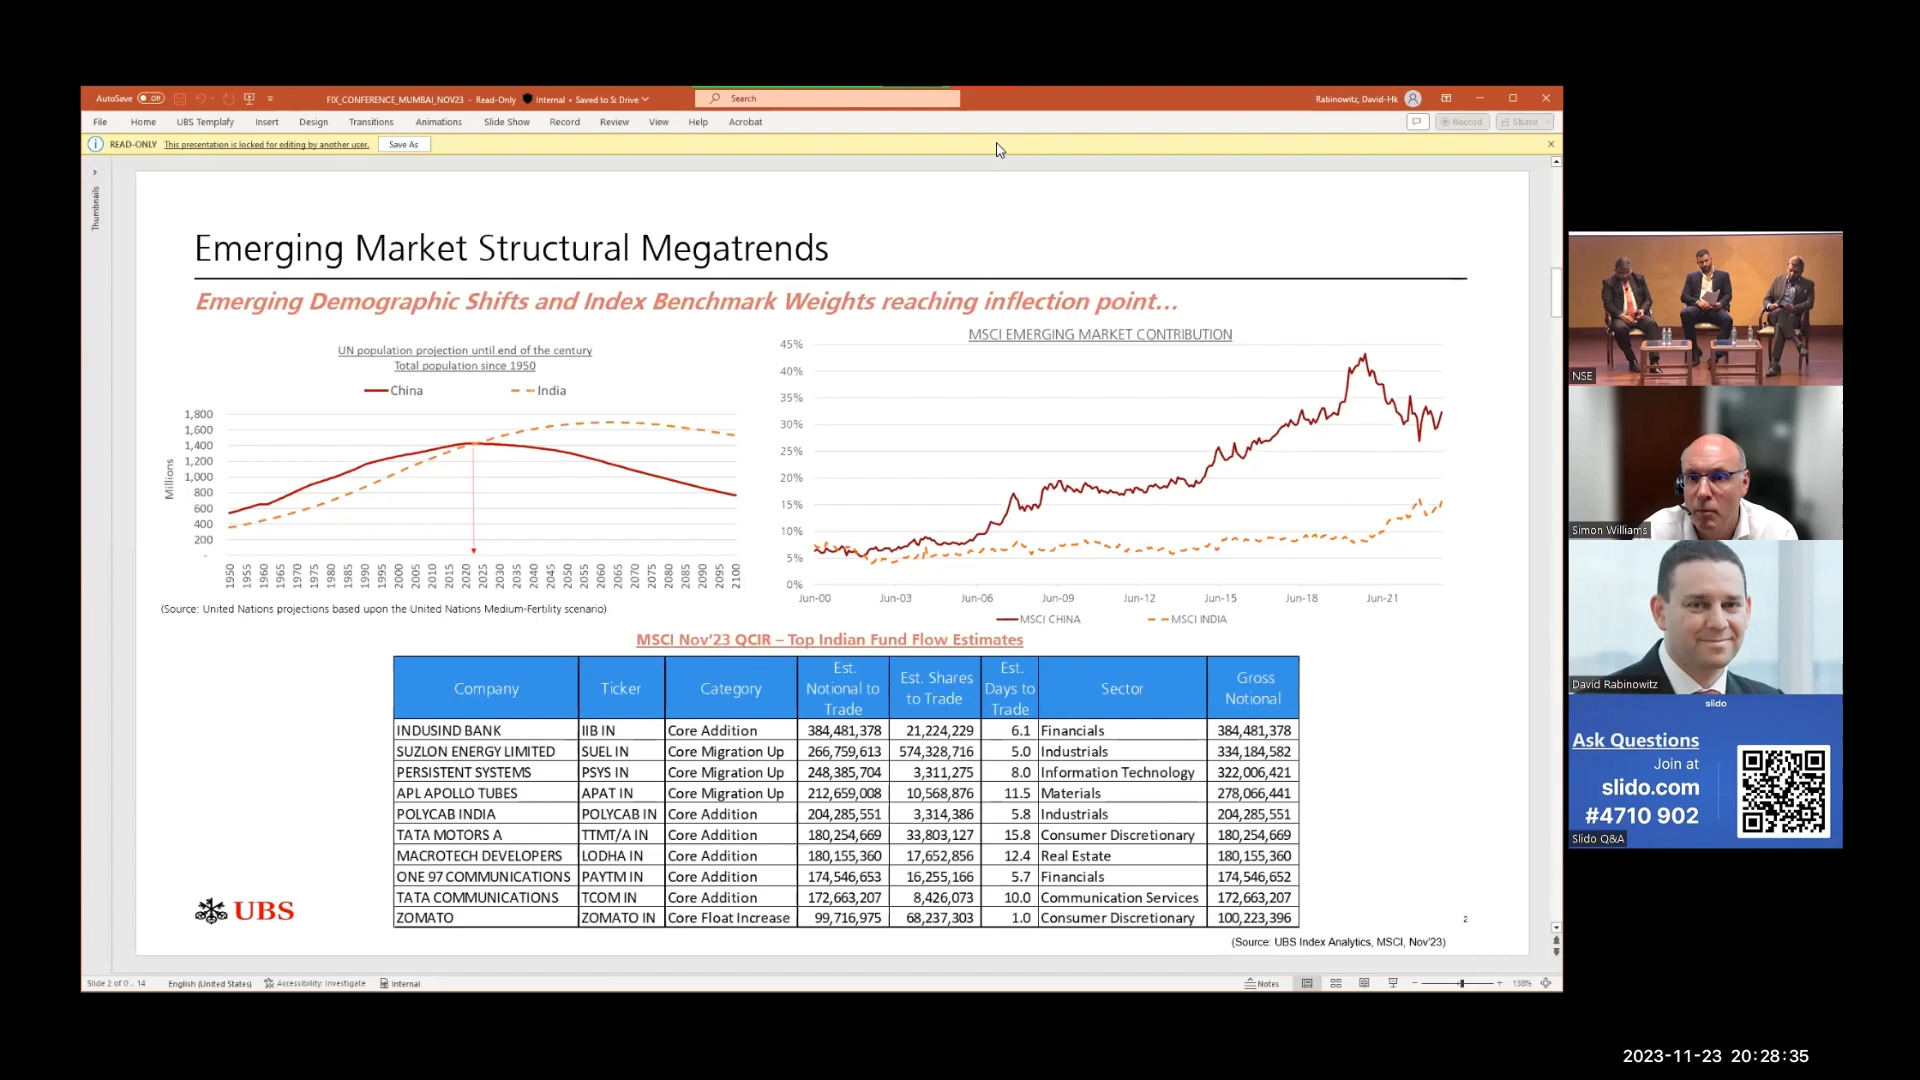 AutoSave Off
FIX_CONFERENCE_MUMBAI_NOV23 - Read-Only Internal • Saved to S: Drive
Search
Rabinowitz, David-Hk
File Home UBS Templafy Insert Design Transitions Animations Slide Show Record Review View Help Acrobat
Record Share
READ-ONLY This presentation is locked for editing by another user. Save As
Thumbnails
Emerging Market Structural Megatrends
Emerging Demographic Shifts and Index Benchmark Weights reaching inflection point...
UN population projection until end of the century
Total population since 1950
China India
Millions
1,800
1,600
1,400
1,200
1,000
800
600
400
200
-
1950 1955 1960 1965 1970 1975 1980 1985 1990 1995 2000 2005 2010 2015 2020 2025 2030 2035 2040 2045 2050 2055 2060 2065 2070 2075 2080 2085 2090 2095 2100
(Source: United Nations projections based upon the United Nations Medium-Fertility scenario)
MSCI EMERGING MARKET CONTRIBUTION
45%
40%
35%
30%
25%
20%
15%
10%
5%
0%
Jun-00 Jun-03 Jun-06 Jun-09 Jun-12 Jun-15 Jun-18 Jun-21
MSCI CHINA MSCI INDIA
MSCI Nov'23 QCIR – Top Indian Fund Flow Estimates
Company Ticker Category Est. Notional to Trade Est. Shares to Trade Est. Days to Trade Sector Gross Notional
INDUSIND BANK IIB IN Core Addition 384,481,378 21,224,229 6.1 Financials 384,481,378
SUZLON ENERGY LIMITED SUEL IN Core Migration Up 266,759,613 574,328,716 5.0 Industrials 334,184,582
PERSISTENT SYSTEMS PSYS IN Core Migration Up 248,385,704 3,311,275 8.0 Information Technology 322,006,421
APL APOLLO TUBES APAT IN Core Migration Up 212,659,008 10,568,876 11.5 Materials 278,066,441
POLYCAB INDIA POLYCAB IN Core Addition 204,285,551 3,314,386 5.8 Industrials 204,285,551
TATA MOTORS A TTMT/A IN Core Addition 180,254,669 33,803,127 15.8 Consumer Discretionary 180,254,669
MACROTECH DEVELOPERS LODHA IN Core Addition 180,155,360 17,652,856 12.4 Real Estate 180,155,360
ONE 97 COMMUNICATIONS PAYTM IN Core Addition 174,546,653 16,255,166 5.7 Financials 174,546,652
TATA COMMUNICATIONS TCOM IN Core Addition 172,663,207 8,426,073 10.0 Communication Services 172,663,207
ZOMATO ZOMATO IN Core Float Increase 99,716,975 68,237,303 1.0 Consumer Discretionary 100,223,396
UBS
2
(Source: UBS Index Analytics, MSCI, Nov'23)
Slide 2 of 0 .. 14 English (United States) Accessibility: Investigate Internal
Notes
138%
NSE
Simon Williams
David Rabinowitz
slido
Ask Questions
Join at
slido.com
#4710 902
Slido Q&A
2023-11-23 20:28:35